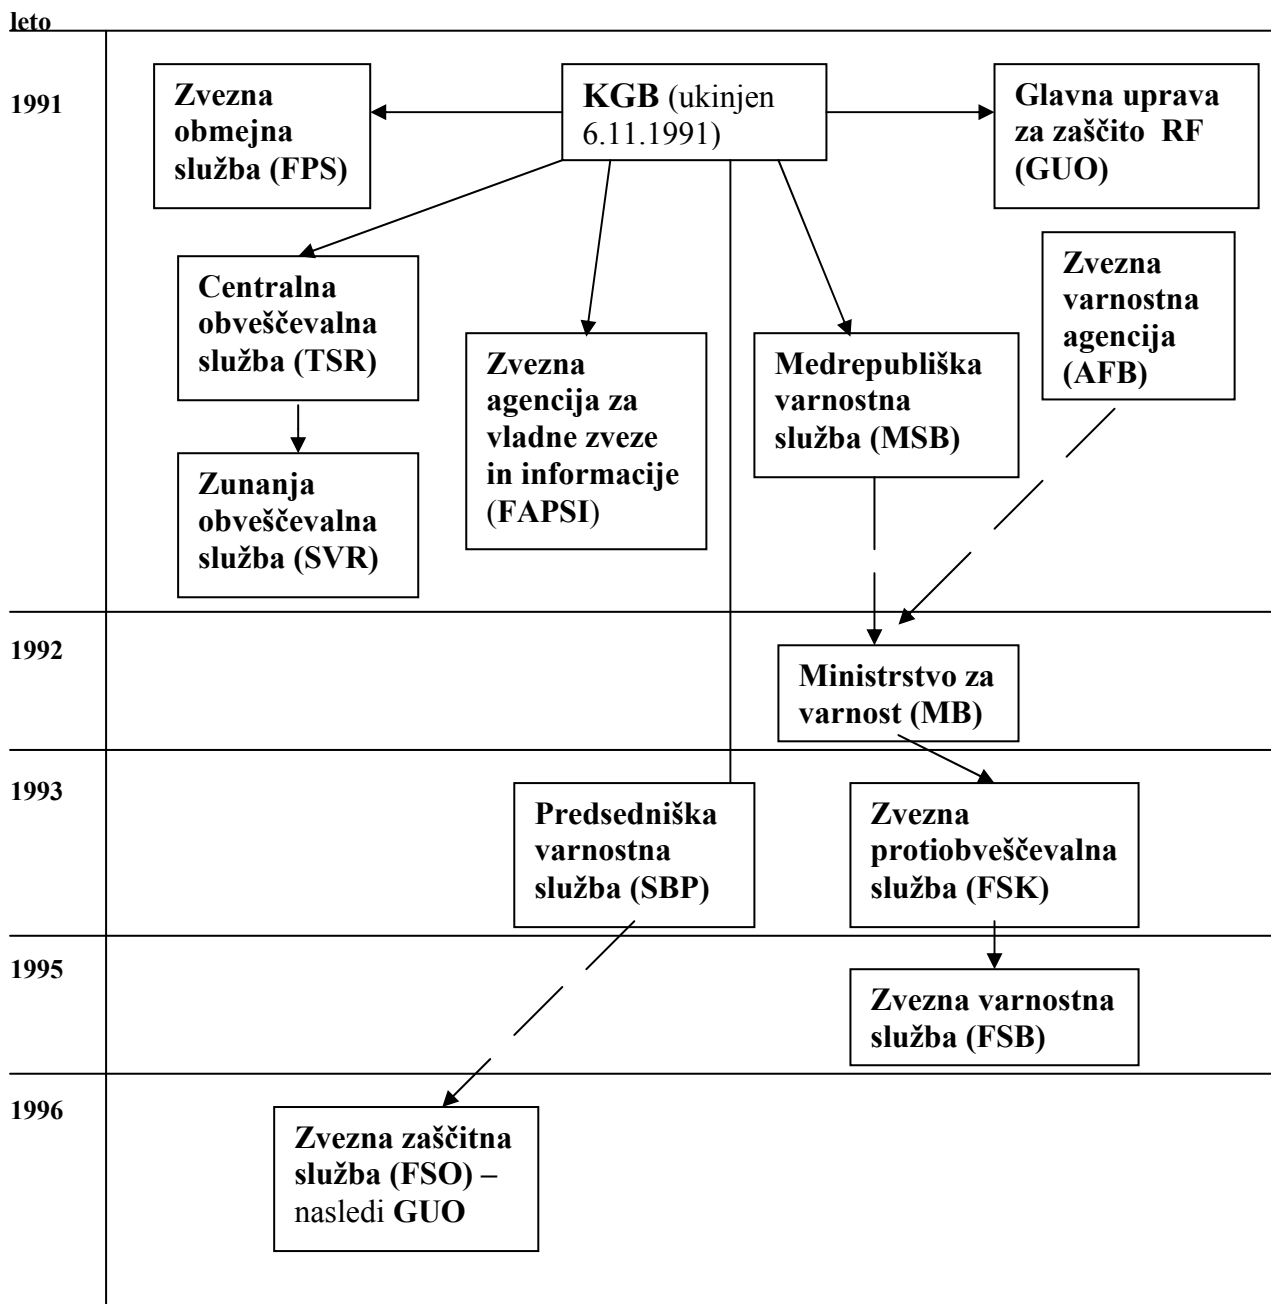 leto
1991
Zvezna
obmejna
služba (FPS)
KGB (ukinjen
6.11.1991)
Glavna uprava
za zaščito RF
(GUO)
Centralna
obveščevalna
služba (TSR)
Zvezna
agencija za
vladne zveze
in informacije
(FAPSI)
Medrepubliška
varnostna
služba (MSB)
Zvezna
varnostna
agencija
(AFB)
Zunanja
obveščevalna
služba (SVR)
1992
Ministrstvo za
varnost (MB)
1993
Predsedniška
varnostna
služba (SBP)
Zvezna
protiobveščevalna
služba (FSK)
1995
Zvezna varnostna
služba (FSB)
1996
Zvezna zaščitna
služba (FSO) –
nasledi GUO